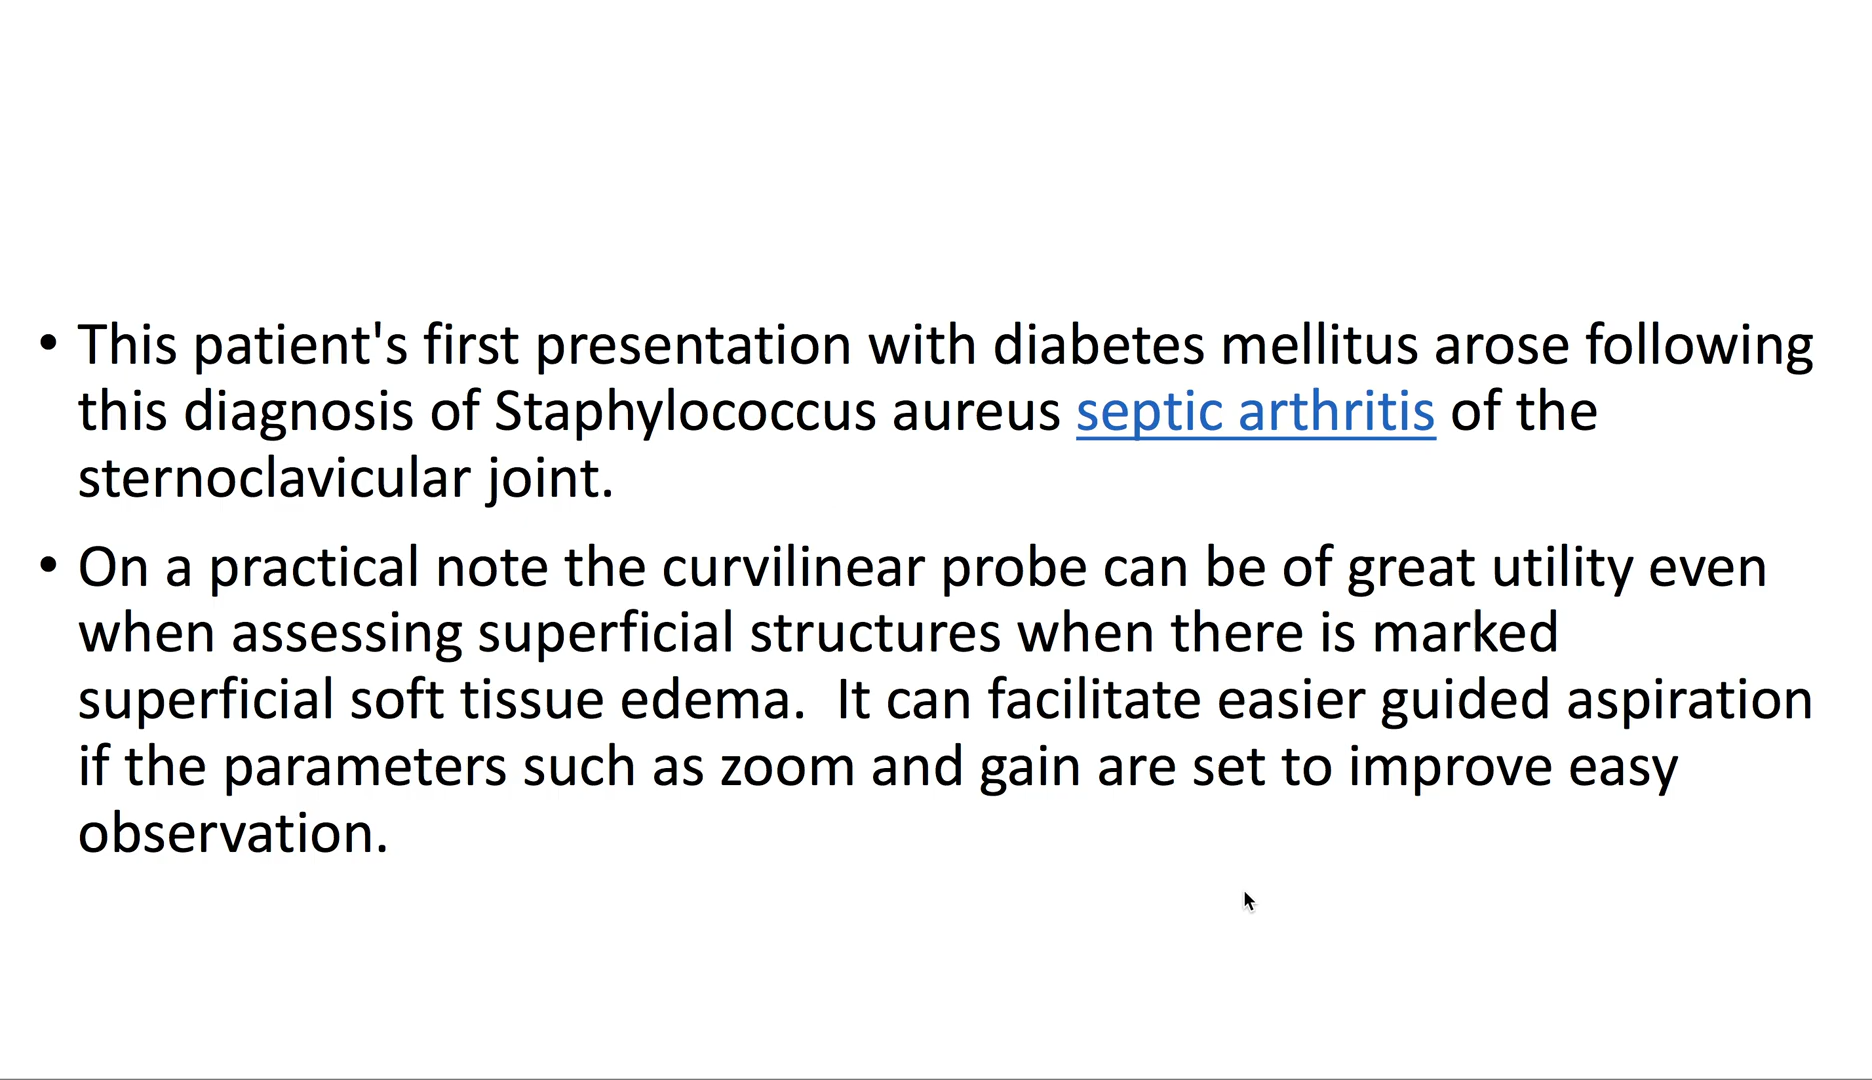 • This patient's first presentation with diabetes mellitus arose following
this diagnosis of Staphylococcus aureus septic arthritis of the
sternoclavicular joint.
• On a practical note the curvilinear probe can be of great utility even
when assessing superficial structures when there is marked
superficial soft tissue edema.  It can facilitate easier guided aspiration
if the parameters such as zoom and gain are set to improve easy
observation.